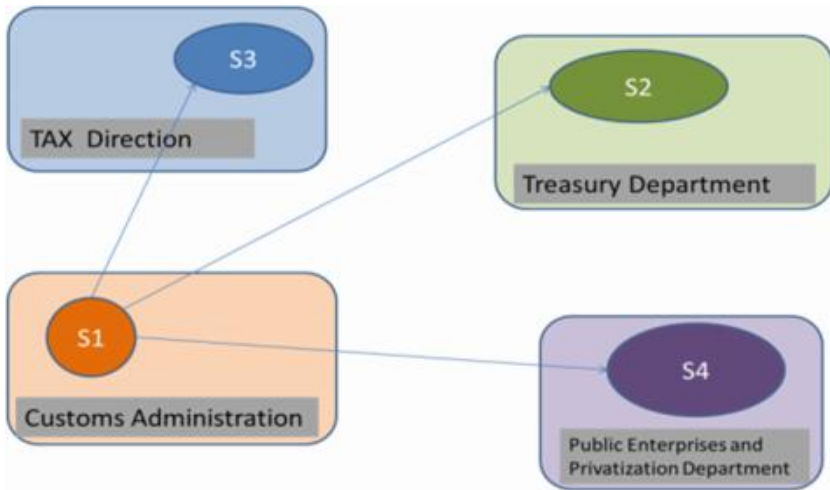 S3
TAX Direction
S2
Treasury Department
S1
Customs Administration
S4
Public Enterprises and
Privatization Department